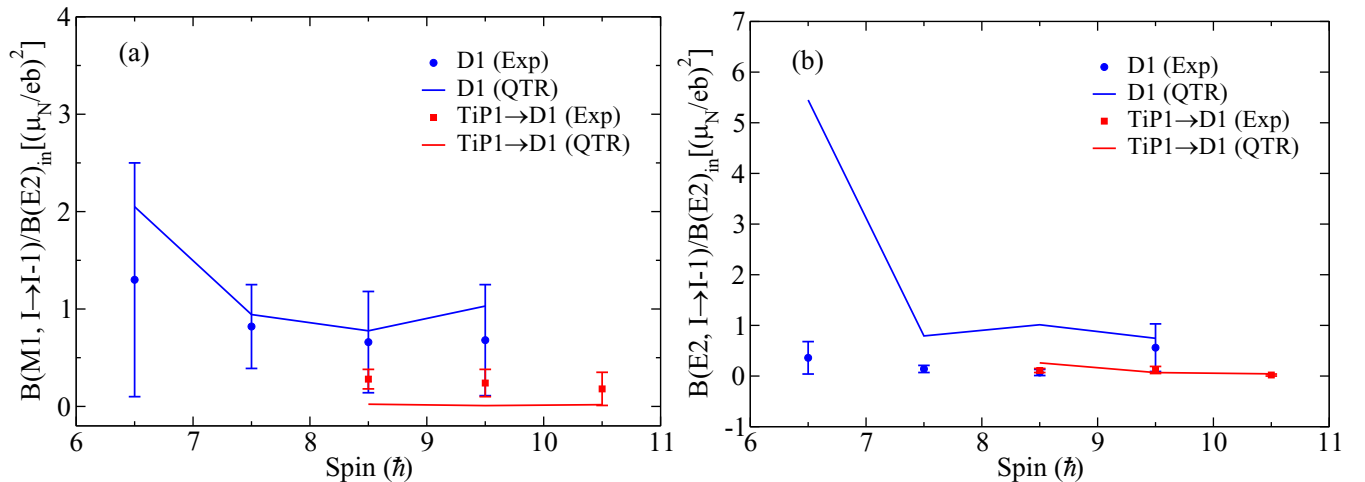 (a)
D1 (Exp)
D1 (QTR)
TiP1→D1 (Exp)
TiP1→D1 (QTR)
B(M1, I→I-1)/B(E2)in[(μN/eb)2]
4
3
2
1
0
6 7 8 9 10 11
Spin (ℏ)
(b)
D1 (Exp)
D1 (QTR)
TiP1→D1 (Exp)
TiP1→D1 (QTR)
B(E2, I→I-1)/B(E2)in[(μN/eb)2]
7
6
5
4
3
2
1
0
-1
6 7 8 9 10 11
Spin (ℏ)